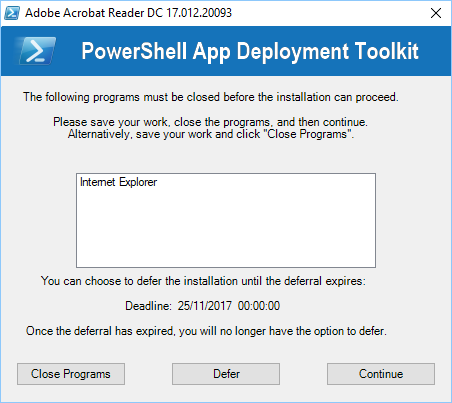 Adobe Acrobat Reader DC 17.012.20093
PowerShell App Deployment Toolkit
The following programs must be closed before the installation can proceed.
Please save your work, close the programs, and then continue.
Alternatively, save your work and click "Close Programs".
Internet Explorer
You can choose to defer the installation until the deferral expires:
Deadline: 25/11/2017 00:00:00
Once the deferral has expired, you will no longer have the option to defer.
Close Programs
Defer
Continue